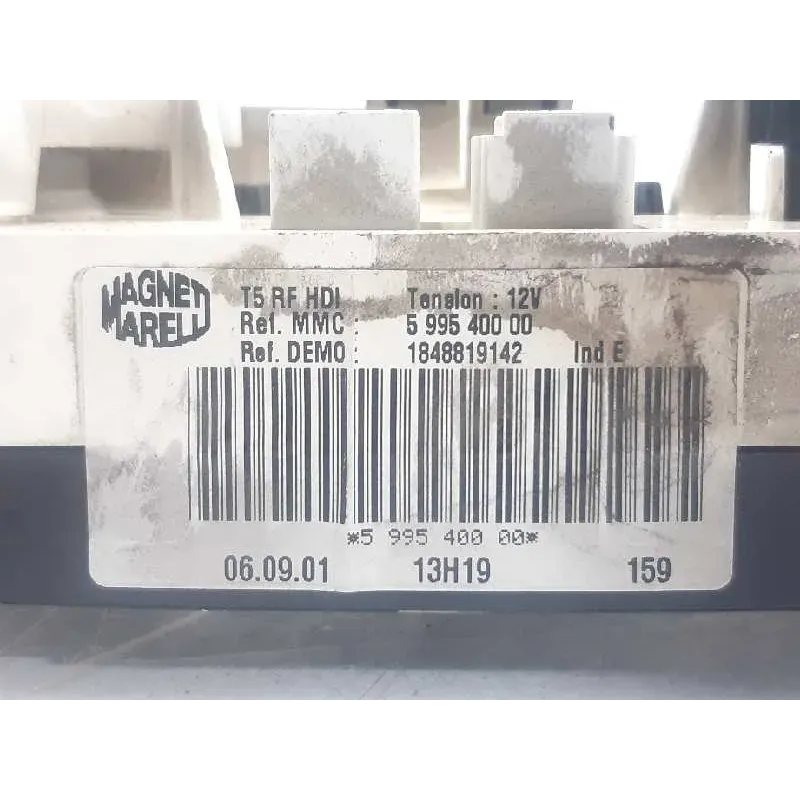 MAGNETI
MARELLI
T5 RF HDI Tension : 12V
Ref. MMC : 5 995 400 00
Ref. DEMO : 1848819142 Ind E
*5 995 400 00*
06.09.01 13H19 159